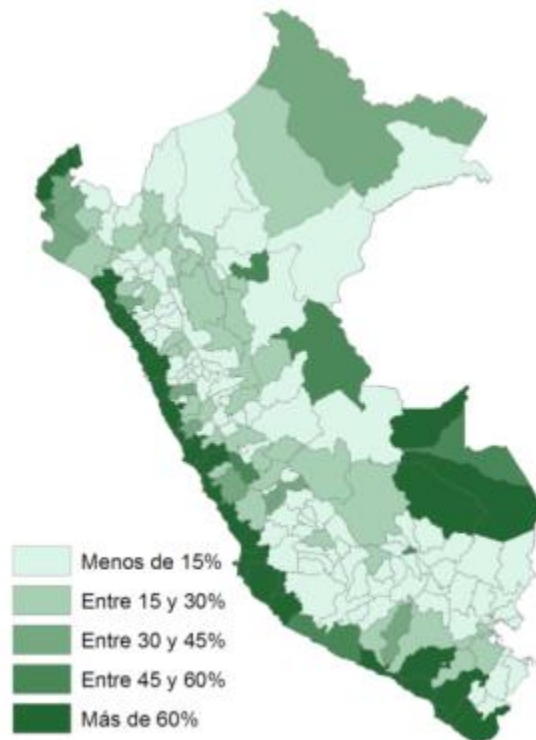 Menos de 15%
Entre 15 y 30%
Entre 30 y 45%
Entre 45 y 60%
Más de 60%